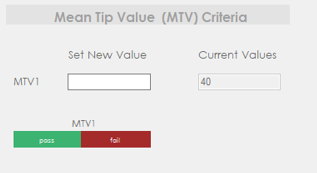 Mean Tip Value (MTV) Criteria
Set New Value Current Values
MTV1 40
MTV1
pass fail